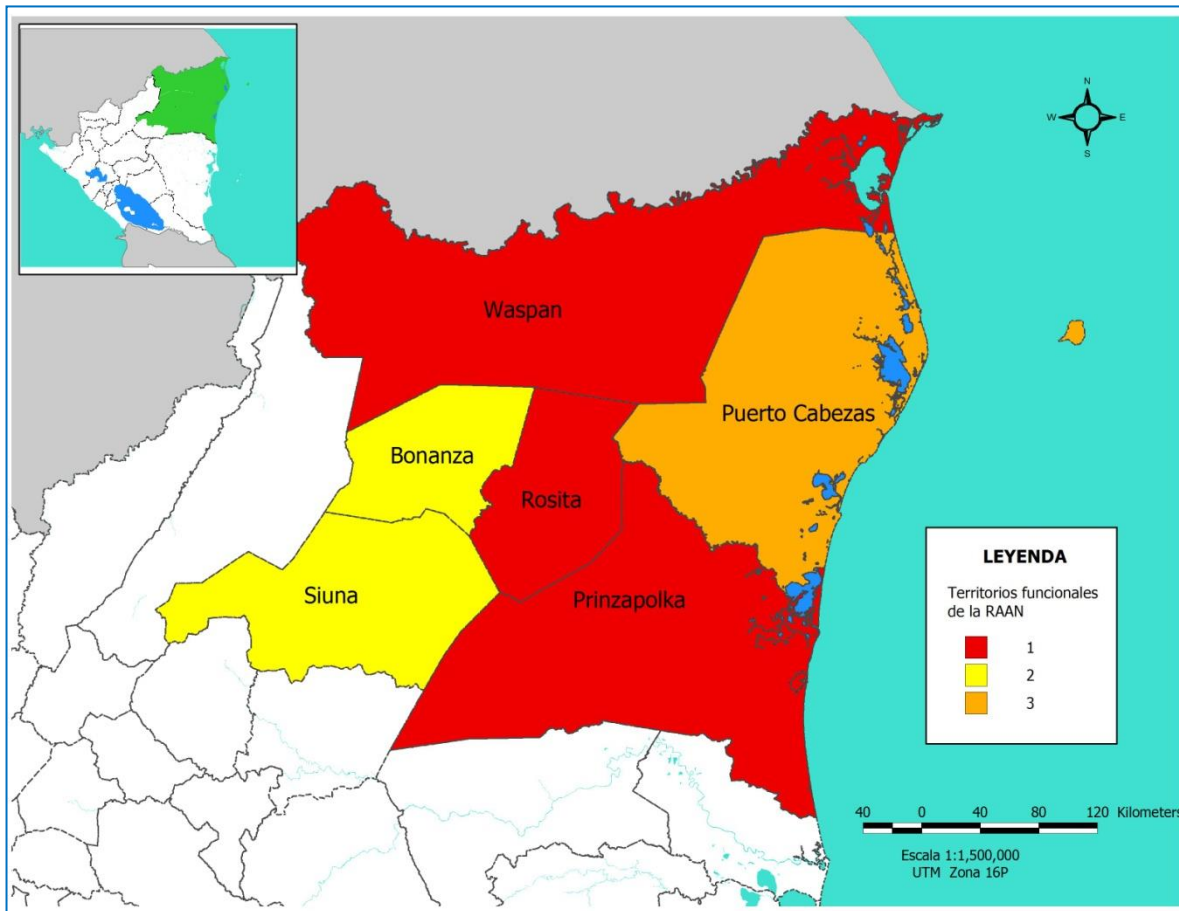 N
W E
S
Waspan
Puerto Cabezas
Bonanza
Rosita
Siuna
Prinzapolka
LEYENDA
Territorios funcionales
de la RAAN
1
2
3
40 0 40 80 120 Kilometers
Escala 1:1,500,000
UTM Zona 16P